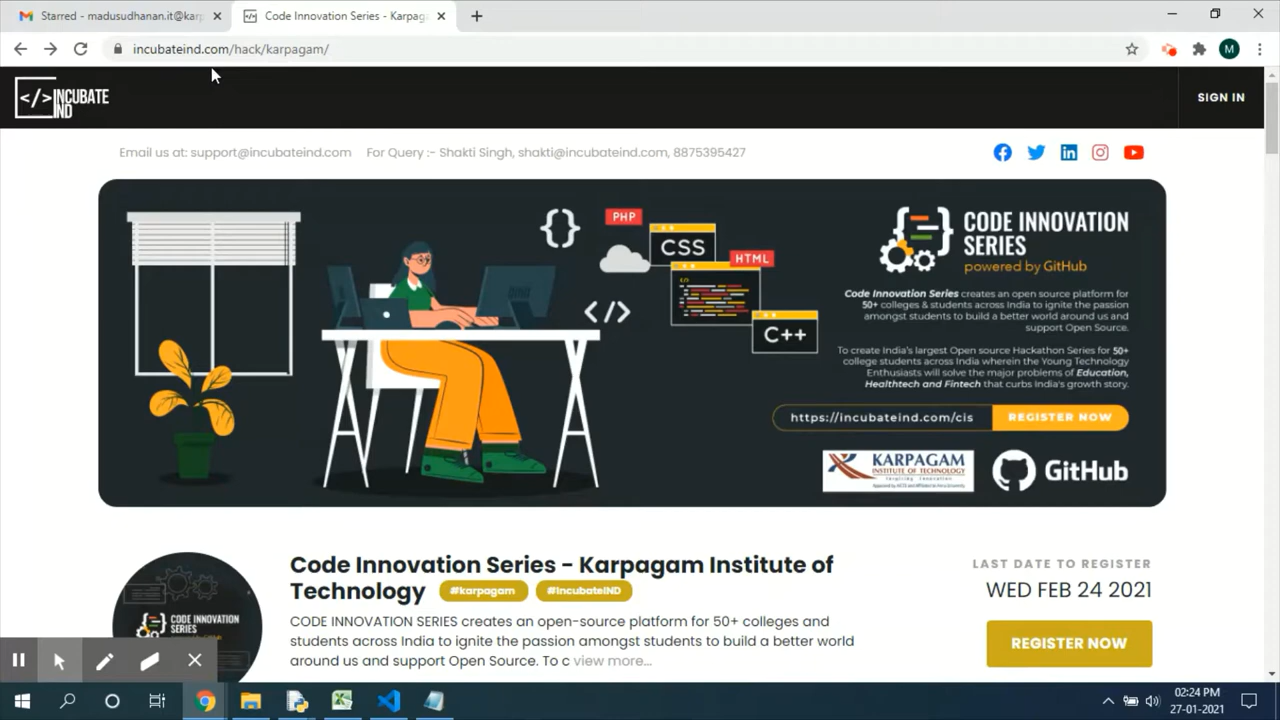 Starred - madusudhanan.it@kar
Code Innovation Series - Karpag
incubateind.com/hack/karpagam/
M
</>INCUBATE
IND
SIGN IN
Email us at: support@incubateind.com For Query :- Shakti Singh, shakti@incubateind.com, 8875395427
{}
PHP
CSS
HTML
</>
C++
CODE INNOVATION
SERIES
powered by GitHub
Code Innovation Series creates an open source platform for
50+ colleges & students across India to ignite the passion
amongst students to build a better world around us and
support Open Source.
To create India's largest Open source Hackathon Series for 50+
college students across India wherein the Young Technology
Enthusiasts will solve the major problems of Education,
Healthtech and Fintech that curbs India's growth story.
https://incubateind.com/cis REGISTER NOW
KARPAGAM
INSTITUTE OF TECHNOLOGY
GitHub
Code Innovation Series - Karpagam Institute of
Technology #karpagam #IncubateIND
CODE INNOVATION SERIES creates an open-source platform for 50+ colleges and
students across India to ignite the passion amongst students to build a better world
around us and support Open Source. To c view more...
CODE INNOVATION
SERIES
LAST DATE TO REGISTER
WED FEB 24 2021
REGISTER NOW
02:24 PM
27-01-2021